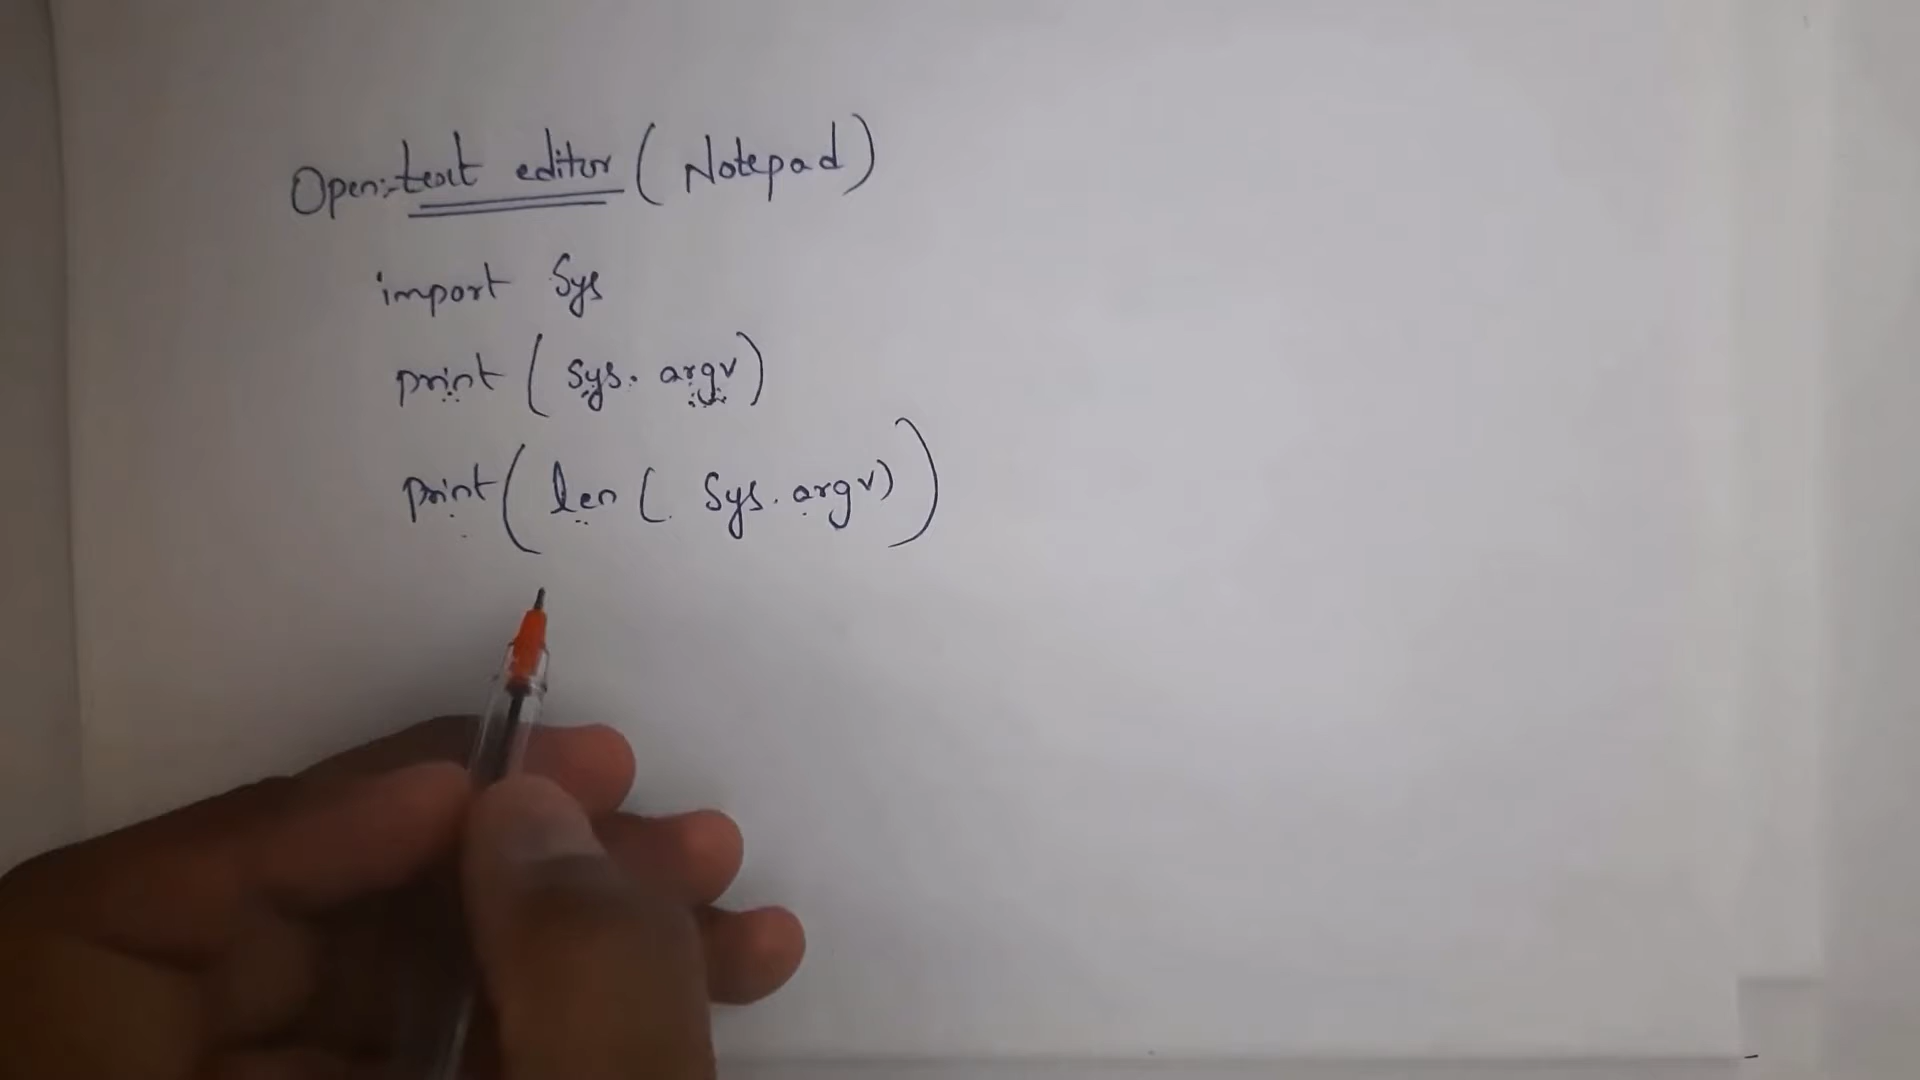 Open:-text editor (Notepad)
import Sys
print (Sys. argv)
print (len ( Sys. argv))